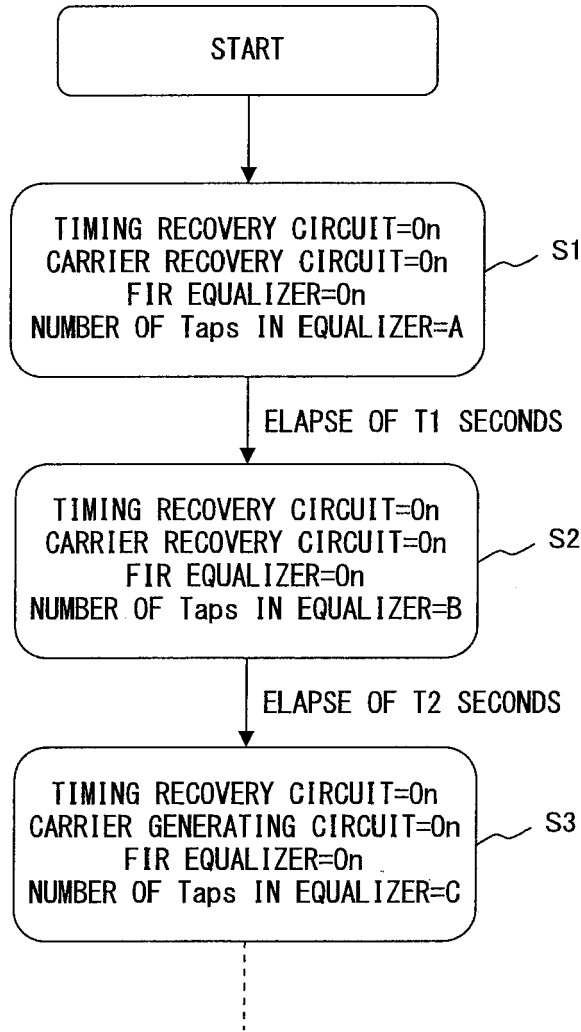 START
TIMING RECOVERY CIRCUIT=On
CARRIER RECOVERY CIRCUIT=On
FIR EQUALIZER=On
NUMBER OF Taps IN EQUALIZER=A
S1
ELAPSE OF T1 SECONDS
TIMING RECOVERY CIRCUIT=On
CARRIER RECOVERY CIRCUIT=On
FIR EQUALIZER=On
NUMBER OF Taps IN EQUALIZER=B
S2
ELAPSE OF T2 SECONDS
TIMING RECOVERY CIRCUIT=On
CARRIER GENERATING CIRCUIT=On
FIR EQUALIZER=On
NUMBER OF Taps IN EQUALIZER=C
S3